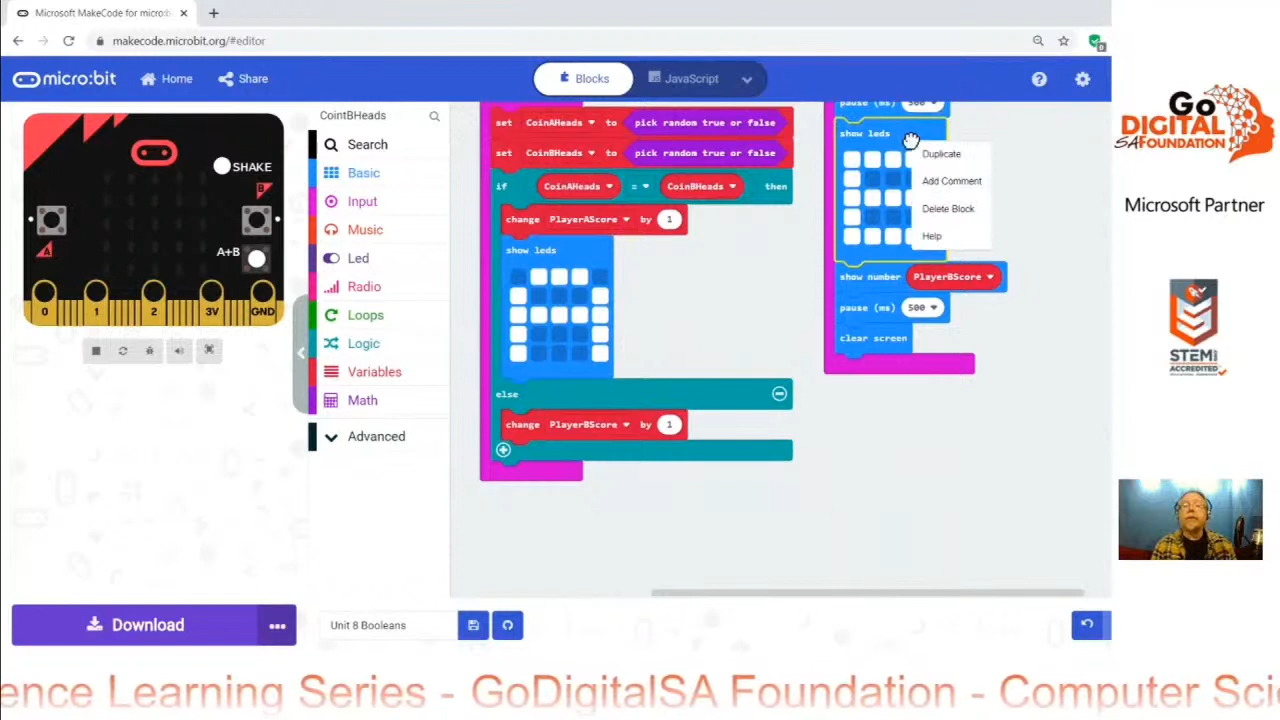 Microsoft MakeCode for micro:b
makecode.microbit.org/#editor
0
micro:bit
Home
Share
Blocks
JavaScript
SHAKE
B
A
A+B
0 1 2 3V GND
CointBHeads
Search
Basic
Input
Music
Led
Radio
Loops
Logic
Variables
Math
Advanced
set CoinAHeads to pick random true or false
set CoinBHeads to pick random true or false
if CoinAHeads = CoinBHeads then
change PlayerAScore by 1
show leds
else
change PlayerBScore by 1
pause (ms) 500
show leds
Duplicate
Add Comment
Delete Block
Help
show number PlayerBScore
pause (ms) 500
clear screen
Download
Unit 8 Booleans
Go
DIGITAL
SA FOUNDATION
Microsoft Partner
STEM
ACCREDITED
ence Learning Series - GoDigitalSA Foundation - Computer Sci